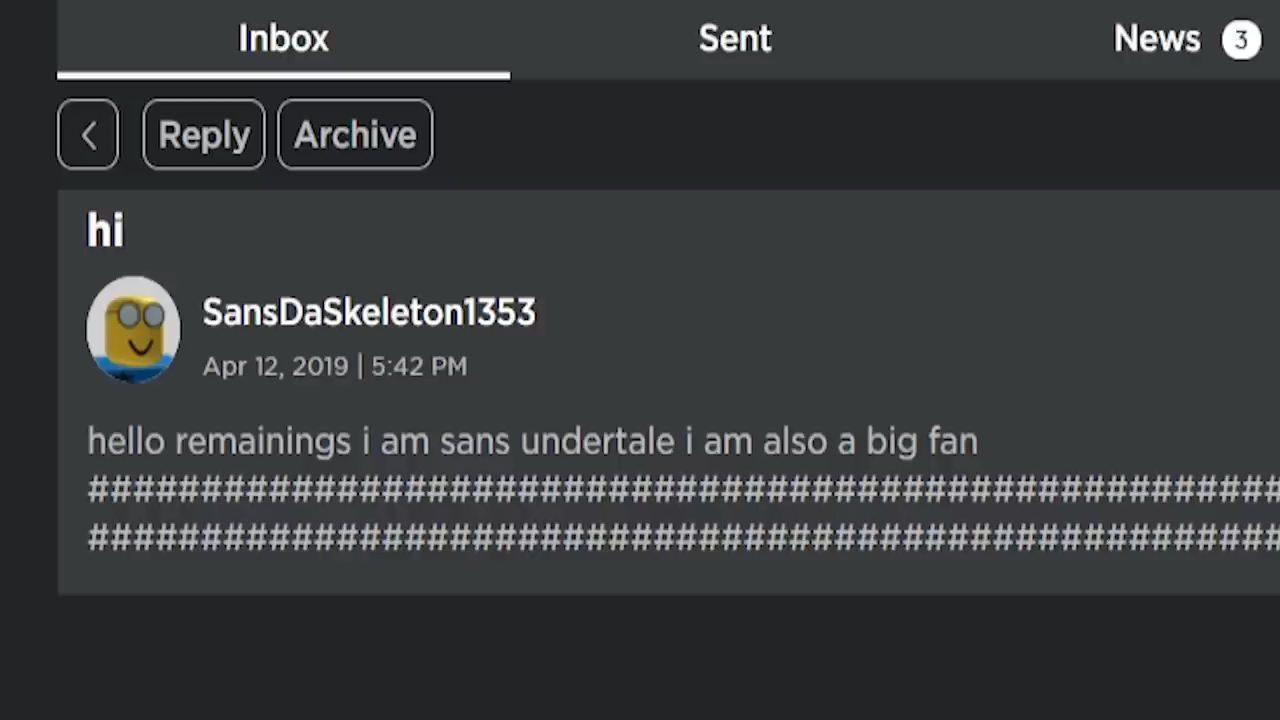 Inbox
Sent
News 3
Reply
Archive
hi
SansDaSkeleton1353
Apr 12, 2019 | 5:42 PM
hello remainings i am sans undertale i am also a big fan
#####################################################
#####################################################